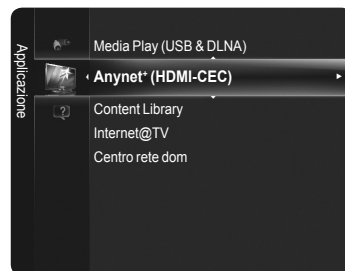 Applicazione
Media Play (USB & DLNA)
Anynet⁺ (HDMI-CEC)
Content Library
Internet@TV
Centro rete dom